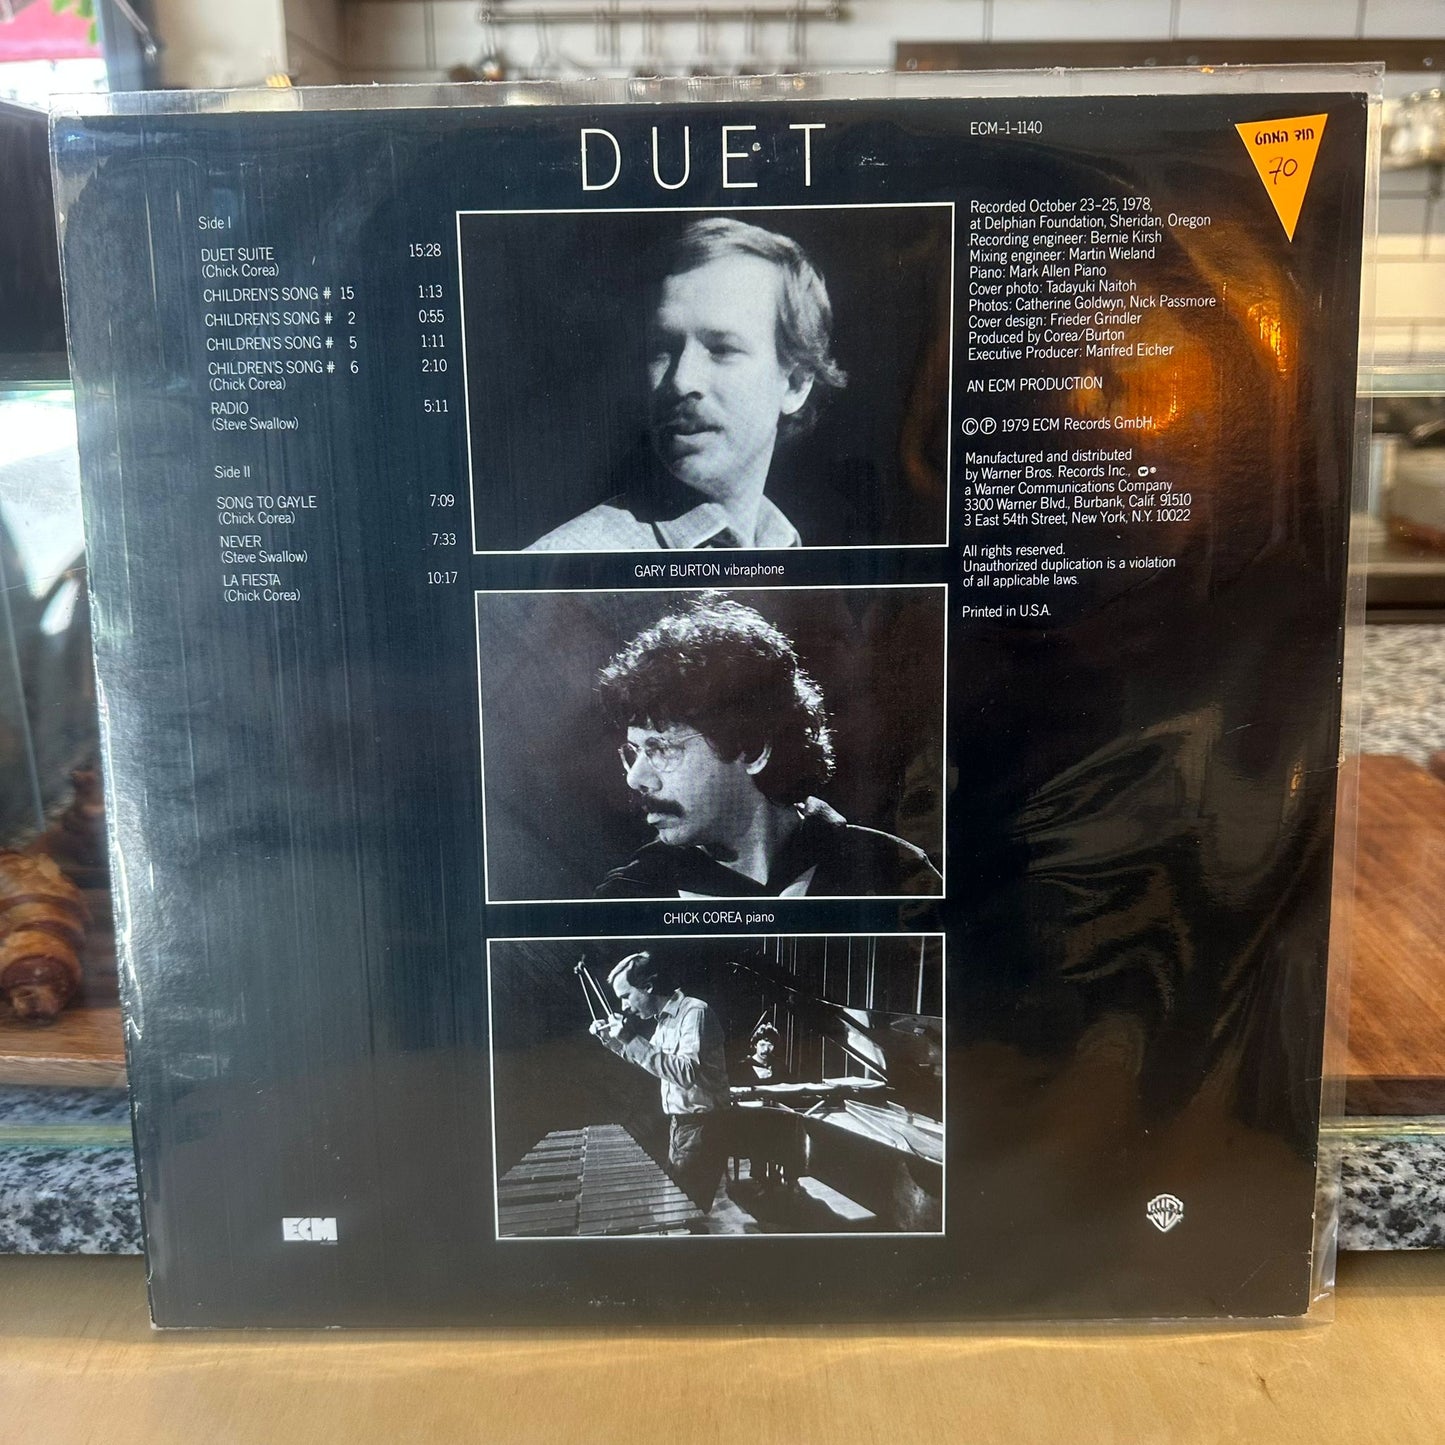 DUET
ECM-1-1140
חוד המחט
70
Side I
DUET SUITE 15:28
(Chick Corea)
CHILDREN'S SONG # 15 1:13
CHILDREN'S SONG # 2 0:55
CHILDREN'S SONG # 5 1:11
CHILDREN'S SONG # 6 2:10
(Chick Corea)
RADIO 5:11
(Steve Swallow)
Side II
SONG TO GAYLE 7:09
(Chick Corea)
NEVER 7:33
(Steve Swallow)
LA FIESTA 10:17
(Chick Corea)
GARY BURTON vibraphone
CHICK COREA piano
Recorded October 23-25, 1978,
at Delphian Foundation, Sheridan, Oregon
Recording engineer: Bernie Kirsh
Mixing engineer: Martin Wieland
Piano: Mark Allen Piano
Cover photo: Tadayuki Naitoh
Photos: Catherine Goldwyn, Nick Passmore
Cover design: Frieder Grindler
Produced by Corea/Burton
Executive Producer: Manfred Eicher
AN ECM PRODUCTION
©℗ 1979 ECM Records GmbH
Manufactured and distributed
by Warner Bros. Records Inc.,
a Warner Communications Company
3300 Warner Blvd., Burbank, Calif. 91510
3 East 54th Street, New York, N.Y. 10022
All rights reserved.
Unauthorized duplication is a violation
of all applicable laws.
Printed in U.S.A.
ECM